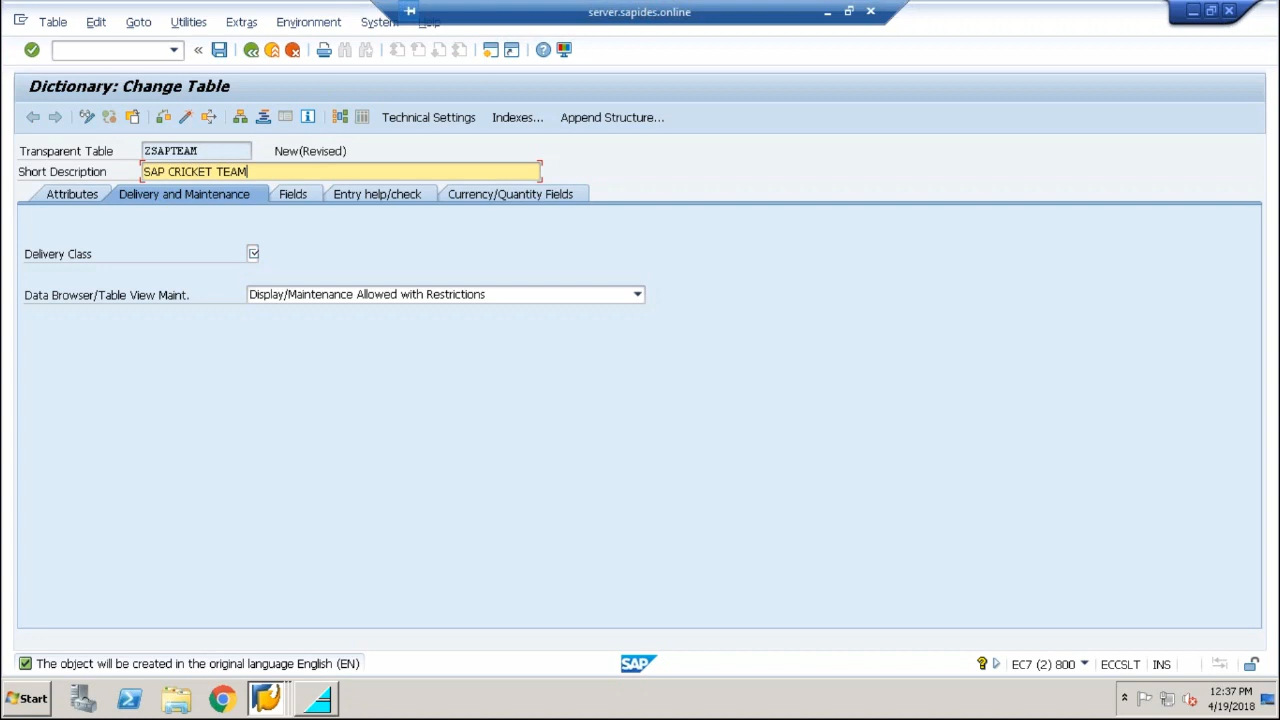 server.sapides.online
Table Edit Goto Utilities Extras Environment System Help
Dictionary: Change Table
Technical Settings Indexes... Append Structure...
Transparent Table ZSAPTEAM New(Revised)
Short Description SAP CRICKET TEAM
Attributes Delivery and Maintenance Fields Entry help/check Currency/Quantity Fields
Delivery Class
Data Browser/Table View Maint. Display/Maintenance Allowed with Restrictions
The object will be created in the original language English (EN) SAP EC7 (2) 800 ECCSLT INS
Start 12:37 PM
4/19/2018